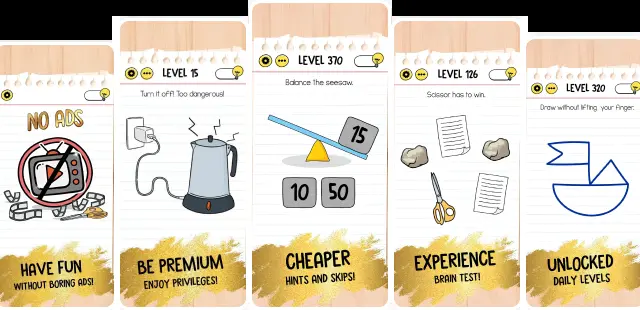 NO ADS
HAVE FUN
WITHOUT BORING ADS!
LEVEL 15
Turn it off! Too dangerous!
BE PREMIUM
ENJOY PRIVILEGES!
LEVEL 370
Balance the seesaw.
15
10 50
CHEAPER
HINTS AND SKIPS!
LEVEL 126
Scissor has to win.
EXPERIENCE
BRAIN TEST!
LEVEL 320
Draw without lifting your finger.
UNLOCKED
DAILY LEVELS